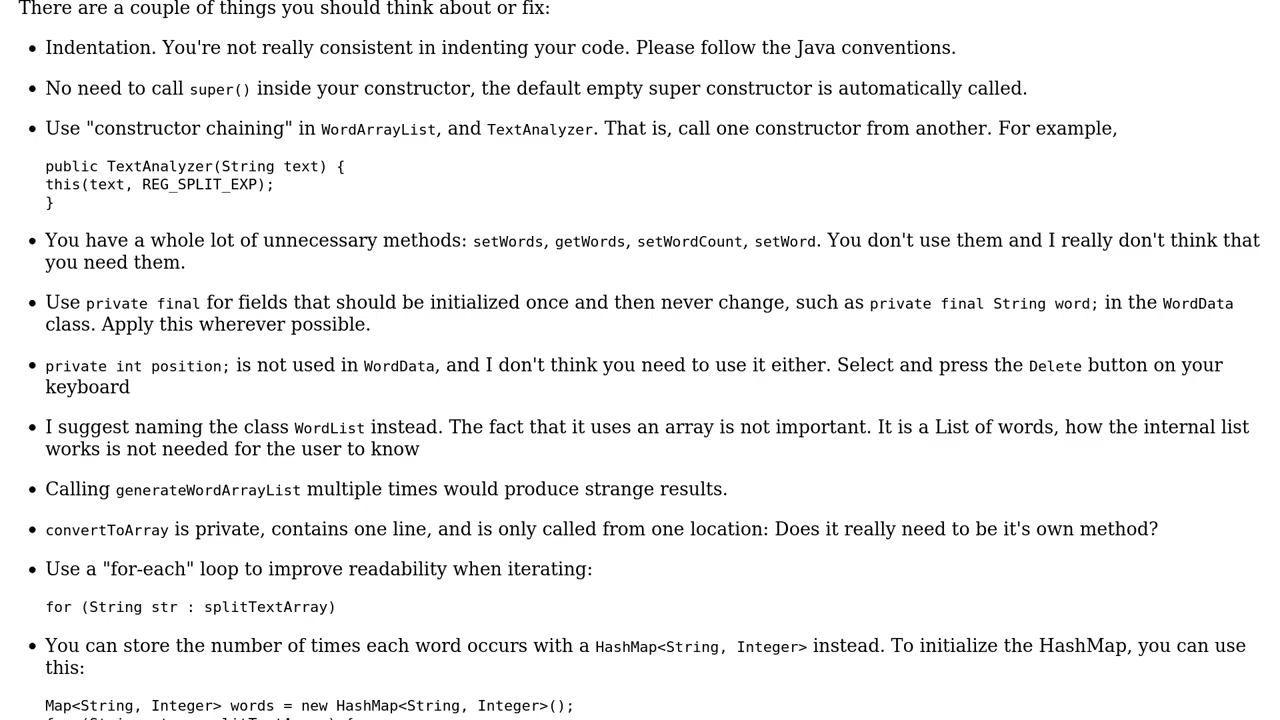 There are a couple of things you should think about or fix:
• Indentation. You're not really consistent in indenting your code. Please follow the Java conventions.
• No need to call super() inside your constructor, the default empty super constructor is automatically called.
• Use "constructor chaining" in WordArrayList, and TextAnalyzer. That is, call one constructor from another. For example,
public TextAnalyzer(String text) {
this(text, REG_SPLIT_EXP);
}
• You have a whole lot of unnecessary methods: setWords, getWords, setWordCount, setWord. You don't use them and I really don't think that
you need them.
• Use private final for fields that should be initialized once and then never change, such as private final String word; in the WordData
class. Apply this wherever possible.
• private int position; is not used in WordData, and I don't think you need to use it either. Select and press the Delete button on your
keyboard
• I suggest naming the class WordList instead. The fact that it uses an array is not important. It is a List of words, how the internal list
works is not needed for the user to know
• Calling generateWordArrayList multiple times would produce strange results.
• convertToArray is private, contains one line, and is only called from one location: Does it really need to be it's own method?
• Use a "for-each" loop to improve readability when iterating:
for (String str : splitTextArray)
• You can store the number of times each word occurs with a HashMap<String, Integer> instead. To initialize the HashMap, you can use
this:
Map<String, Integer> words = new HashMap<String, Integer>();